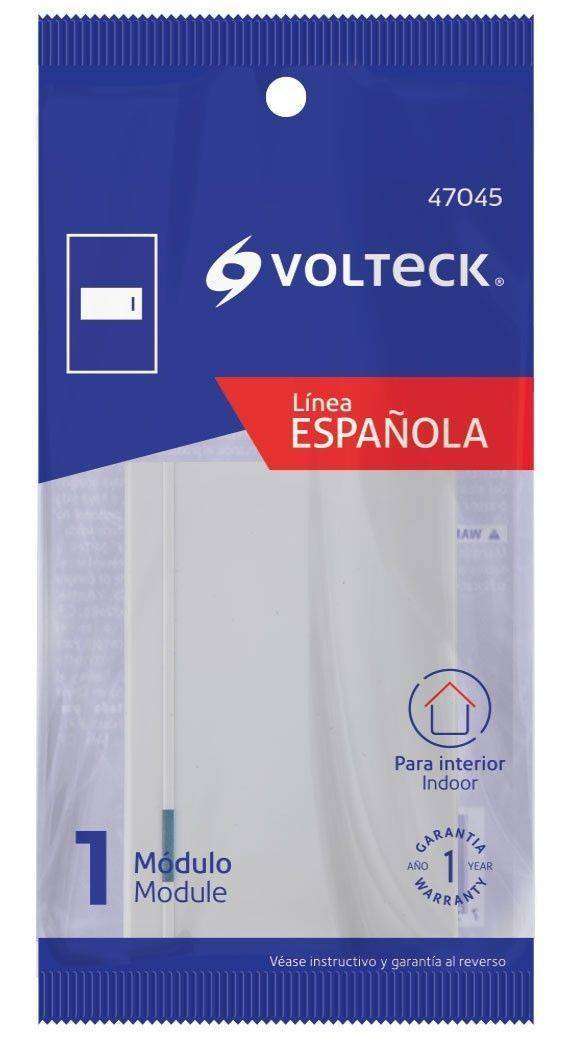 47045
VOLTECK®
Línea
ESPAÑOLA
WAR
Para interior
Indoor
1
Módulo
Module
GARANTIA
AÑO 1 YEAR
WARRANTY
Véase instructivo y garantía al reverso